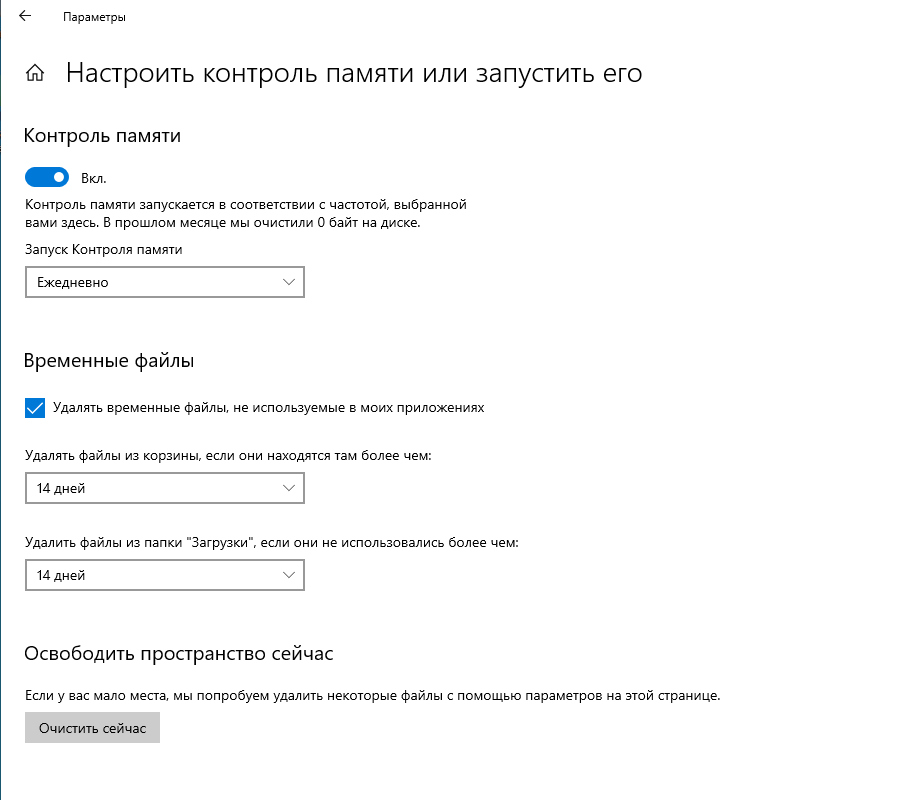 Параметры
Настроить контроль памяти или запустить его
Контроль памяти
Вкл.
Контроль памяти запускается в соответствии с частотой, выбранной
вами здесь. В прошлом месяце мы очистили 0 байт на диске.
Запуск Контроля памяти
Ежедневно
Временные файлы
Удалять временные файлы, не используемые в моих приложениях
Удалять файлы из корзины, если они находятся там более чем:
14 дней
Удалить файлы из папки "Загрузки", если они не использовались более чем:
14 дней
Освободить пространство сейчас
Если у вас мало места, мы попробуем удалить некоторые файлы с помощью параметров на этой странице.
Очистить сейчас